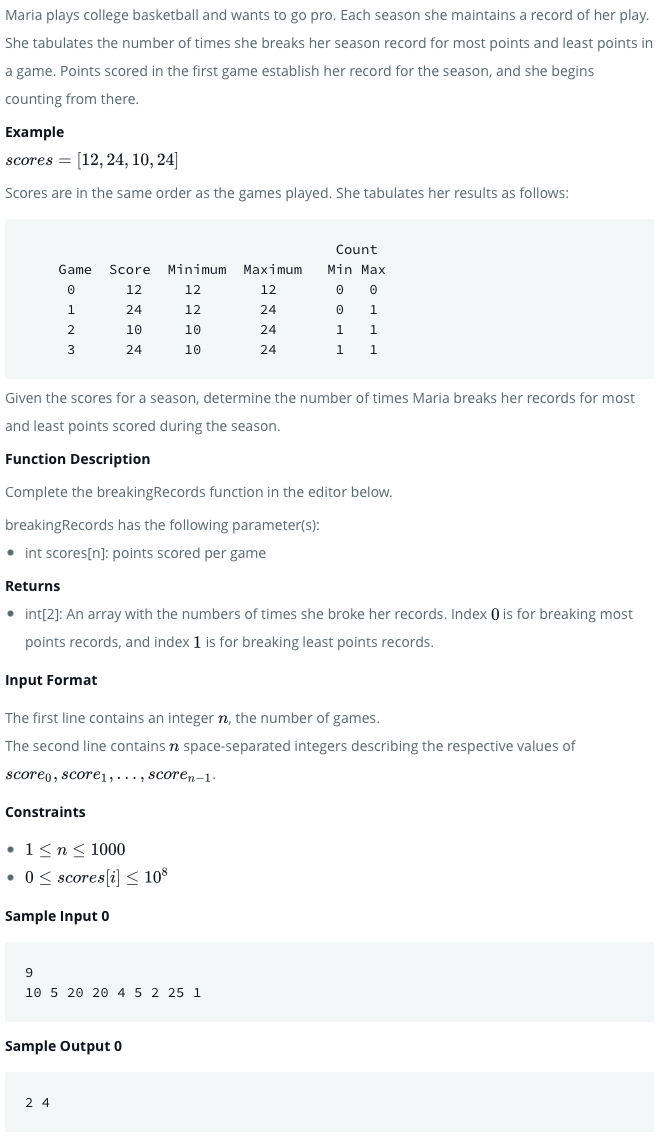 Maria plays college basketball and wants to go pro. Each season she maintains a record of her play.
She tabulates the number of times she breaks her season record for most points and least points in
a game. Points scored in the first game establish her record for the season, and she begins
counting from there.
Example
scores = [12, 24, 10, 24]
Scores are in the same order as the games played. She tabulates her results as follows:
Count
Game Score Minimum Maximum Min Max
0 12 12 12 0 0
1 24 12 24 0 1
2 10 10 24 1 1
3 24 10 24 1 1
Given the scores for a season, determine the number of times Maria breaks her records for most
and least points scored during the season.
Function Description
Complete the breakingRecords function in the editor below.
breakingRecords has the following parameter(s):
• int scores[n]: points scored per game
Returns
• int[2]: An array with the numbers of times she broke her records. Index 0 is for breaking most
points records, and index 1 is for breaking least points records.
Input Format
The first line contains an integer n, the number of games.
The second line contains n space-separated integers describing the respective values of
score₀, score₁, . . . , scoreₙ₋₁.
Constraints
• 1 ≤ n ≤ 1000
• 0 ≤ scores[i] ≤ 10⁸
Sample Input 0
9
10 5 20 20 4 5 2 25 1
Sample Output 0
2 4